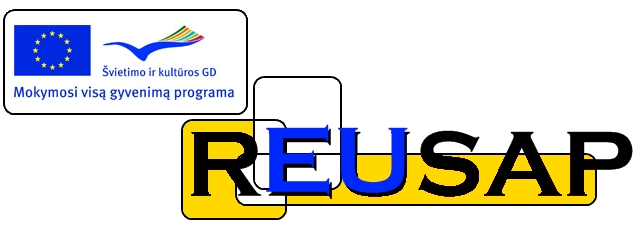 Švietimo ir kultūros GD
Mokymosi visą gyvenimą programa
REUSAP